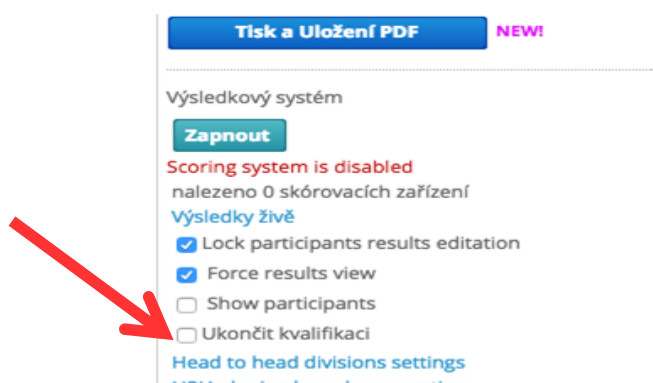 Tisk a Uložení PDF NEW!
Výsledkový systém
Zapnout
Scoring system is disabled
nalezeno 0 skórovacích zařízení
Výsledky živě
Lock participants results editation
Force results view
Show participants
Ukončit kvalifikaci
Head to head divisions settings